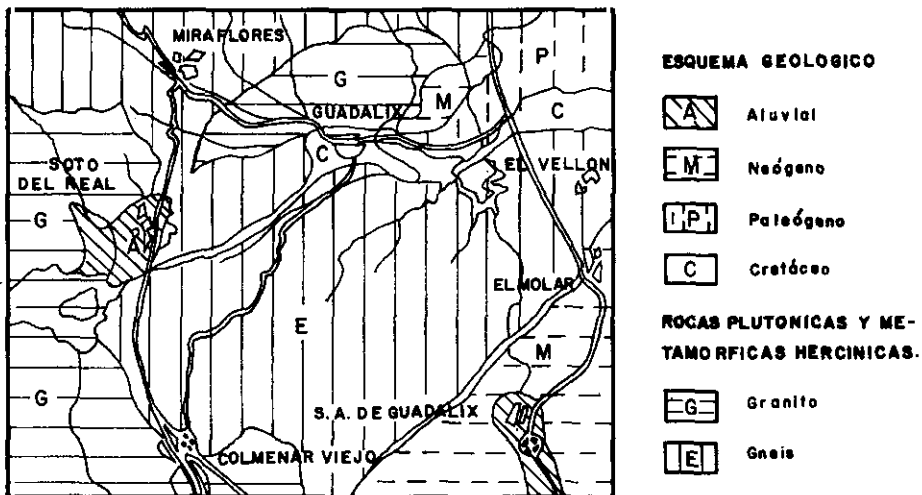 MIRAFLORES
P
G
M
GUADALIX
C
C
SOTO
DEL REAL
EL VELLON
G
A
EL MOLAR
E
M
G
S. A. DE GUADALIX
COLMENAR VIEJO
ESQUEMA GEOLOGICO
A Aluvial
M Neógeno
P Paleógeno
C Cretáceo
ROCAS PLUTONICAS Y ME-
TAMORFICAS HERCINICAS.
G Granito
E Gneis